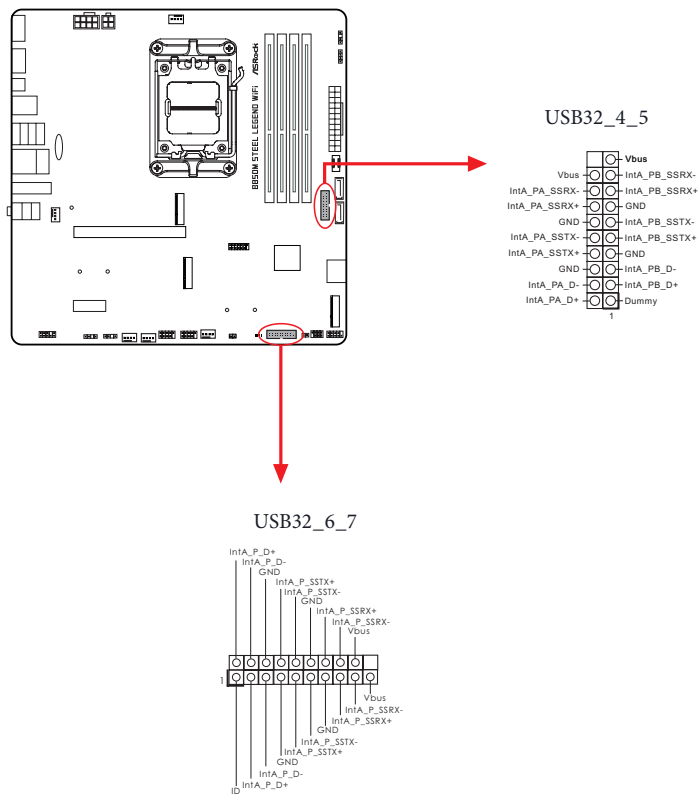 ASRock
B850M STEEL LEGEND WiFi
USB32_4_5
Vbus
Vbus IntA_PB_SSRX-
IntA_PA_SSRX- IntA_PB_SSRX+
IntA_PA_SSRX+ GND
GND IntA_PB_SSTX-
IntA_PA_SSTX- IntA_PB_SSTX+
IntA_PA_SSTX+ GND
GND IntA_PB_D-
IntA_PA_D- IntA_PB_D+
IntA_PA_D+ Dummy
1
USB32_6_7
IntA_P_D+
IntA_P_D-
GND
IntA_P_SSTX+
IntA_P_SSTX-
GND
IntA_P_SSRX+
IntA_P_SSRX-
Vbus
1
Vbus
IntA_P_SSRX-
IntA_P_SSRX+
GND
IntA_P_SSTX-
IntA_P_SSTX+
GND
IntA_P_D-
IntA_P_D+
ID